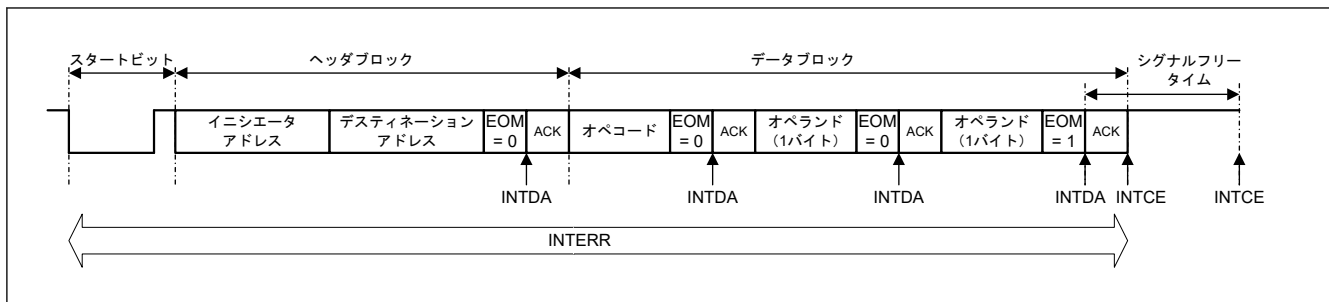 スタートビット
ヘッダブロック
データブロック
シグナルフリー
タイム
イニシエータ
アドレス
デスティネーション
アドレス
EOM
= 0
ACK
オペコード
EOM
= 0
ACK
オペランド
(1バイト)
EOM
= 0
ACK
オペランド
(1バイト)
EOM
= 1
ACK
INTDA
INTDA
INTDA
INTDA
INTCE
INTCE
INTERR